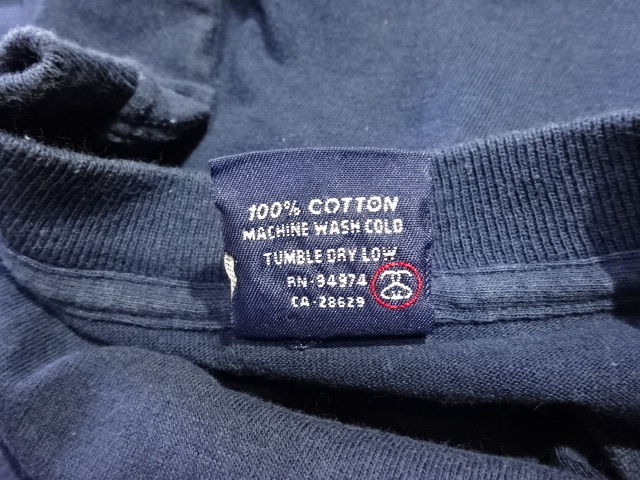 100% COTTON
MACHINE WASH COLD
TUMBLE DRY LOW
RN-94974
CA-28629